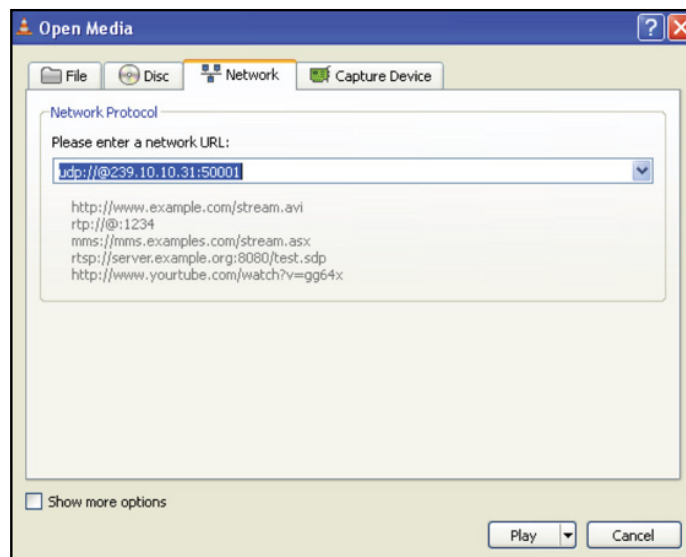 Open Media
File Disc Network Capture Device
Network Protocol
Please enter a network URL:
udp://@239.10.10.31:50001
http://www.example.com/stream.avi
rtp://@:1234
mms://mms.examples.com/stream.asx
rtsp://server.example.org:8080/test.sdp
http://www.yourtube.com/watch?v=gg64x
Show more options
Play Cancel